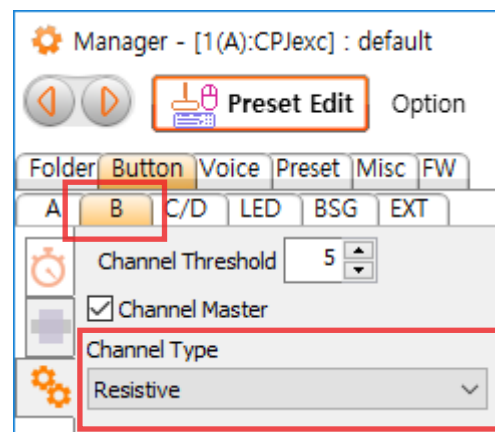 Manager - [1(A):CPJexc] : default
Preset Edit Option
Folder Button Voice Preset Misc FW
A B C/D LED BSG EXT
Channel Threshold 5
Channel Master
Channel Type
Resistive